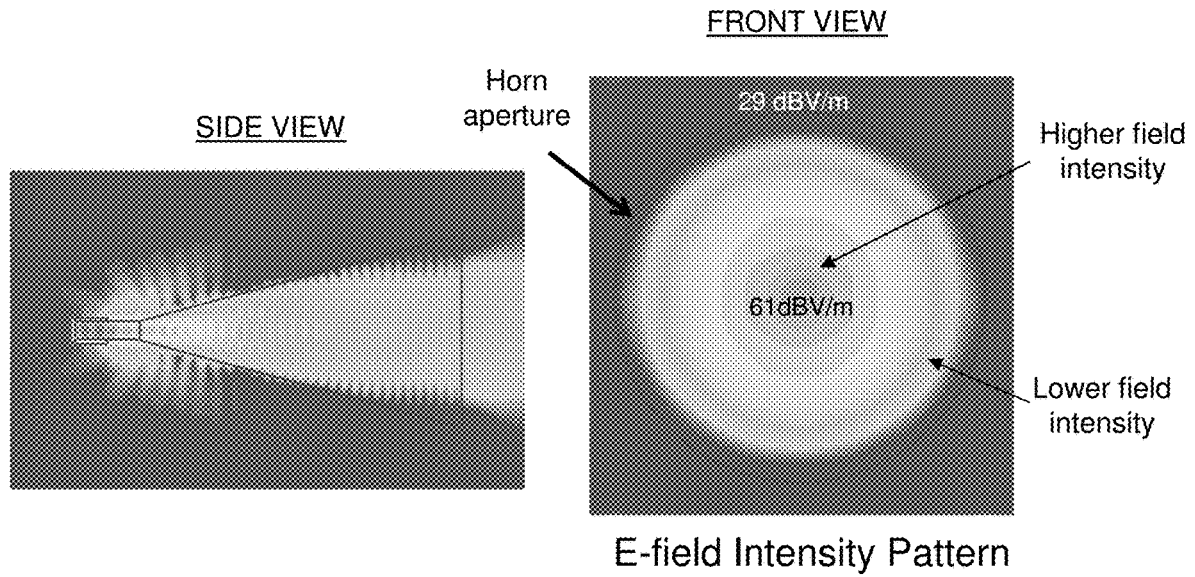 FRONT VIEW
Horn
aperture
29 dBV/m
SIDE VIEW
Higher field
intensity
61dBV/m
Lower field
intensity
E-field Intensity Pattern